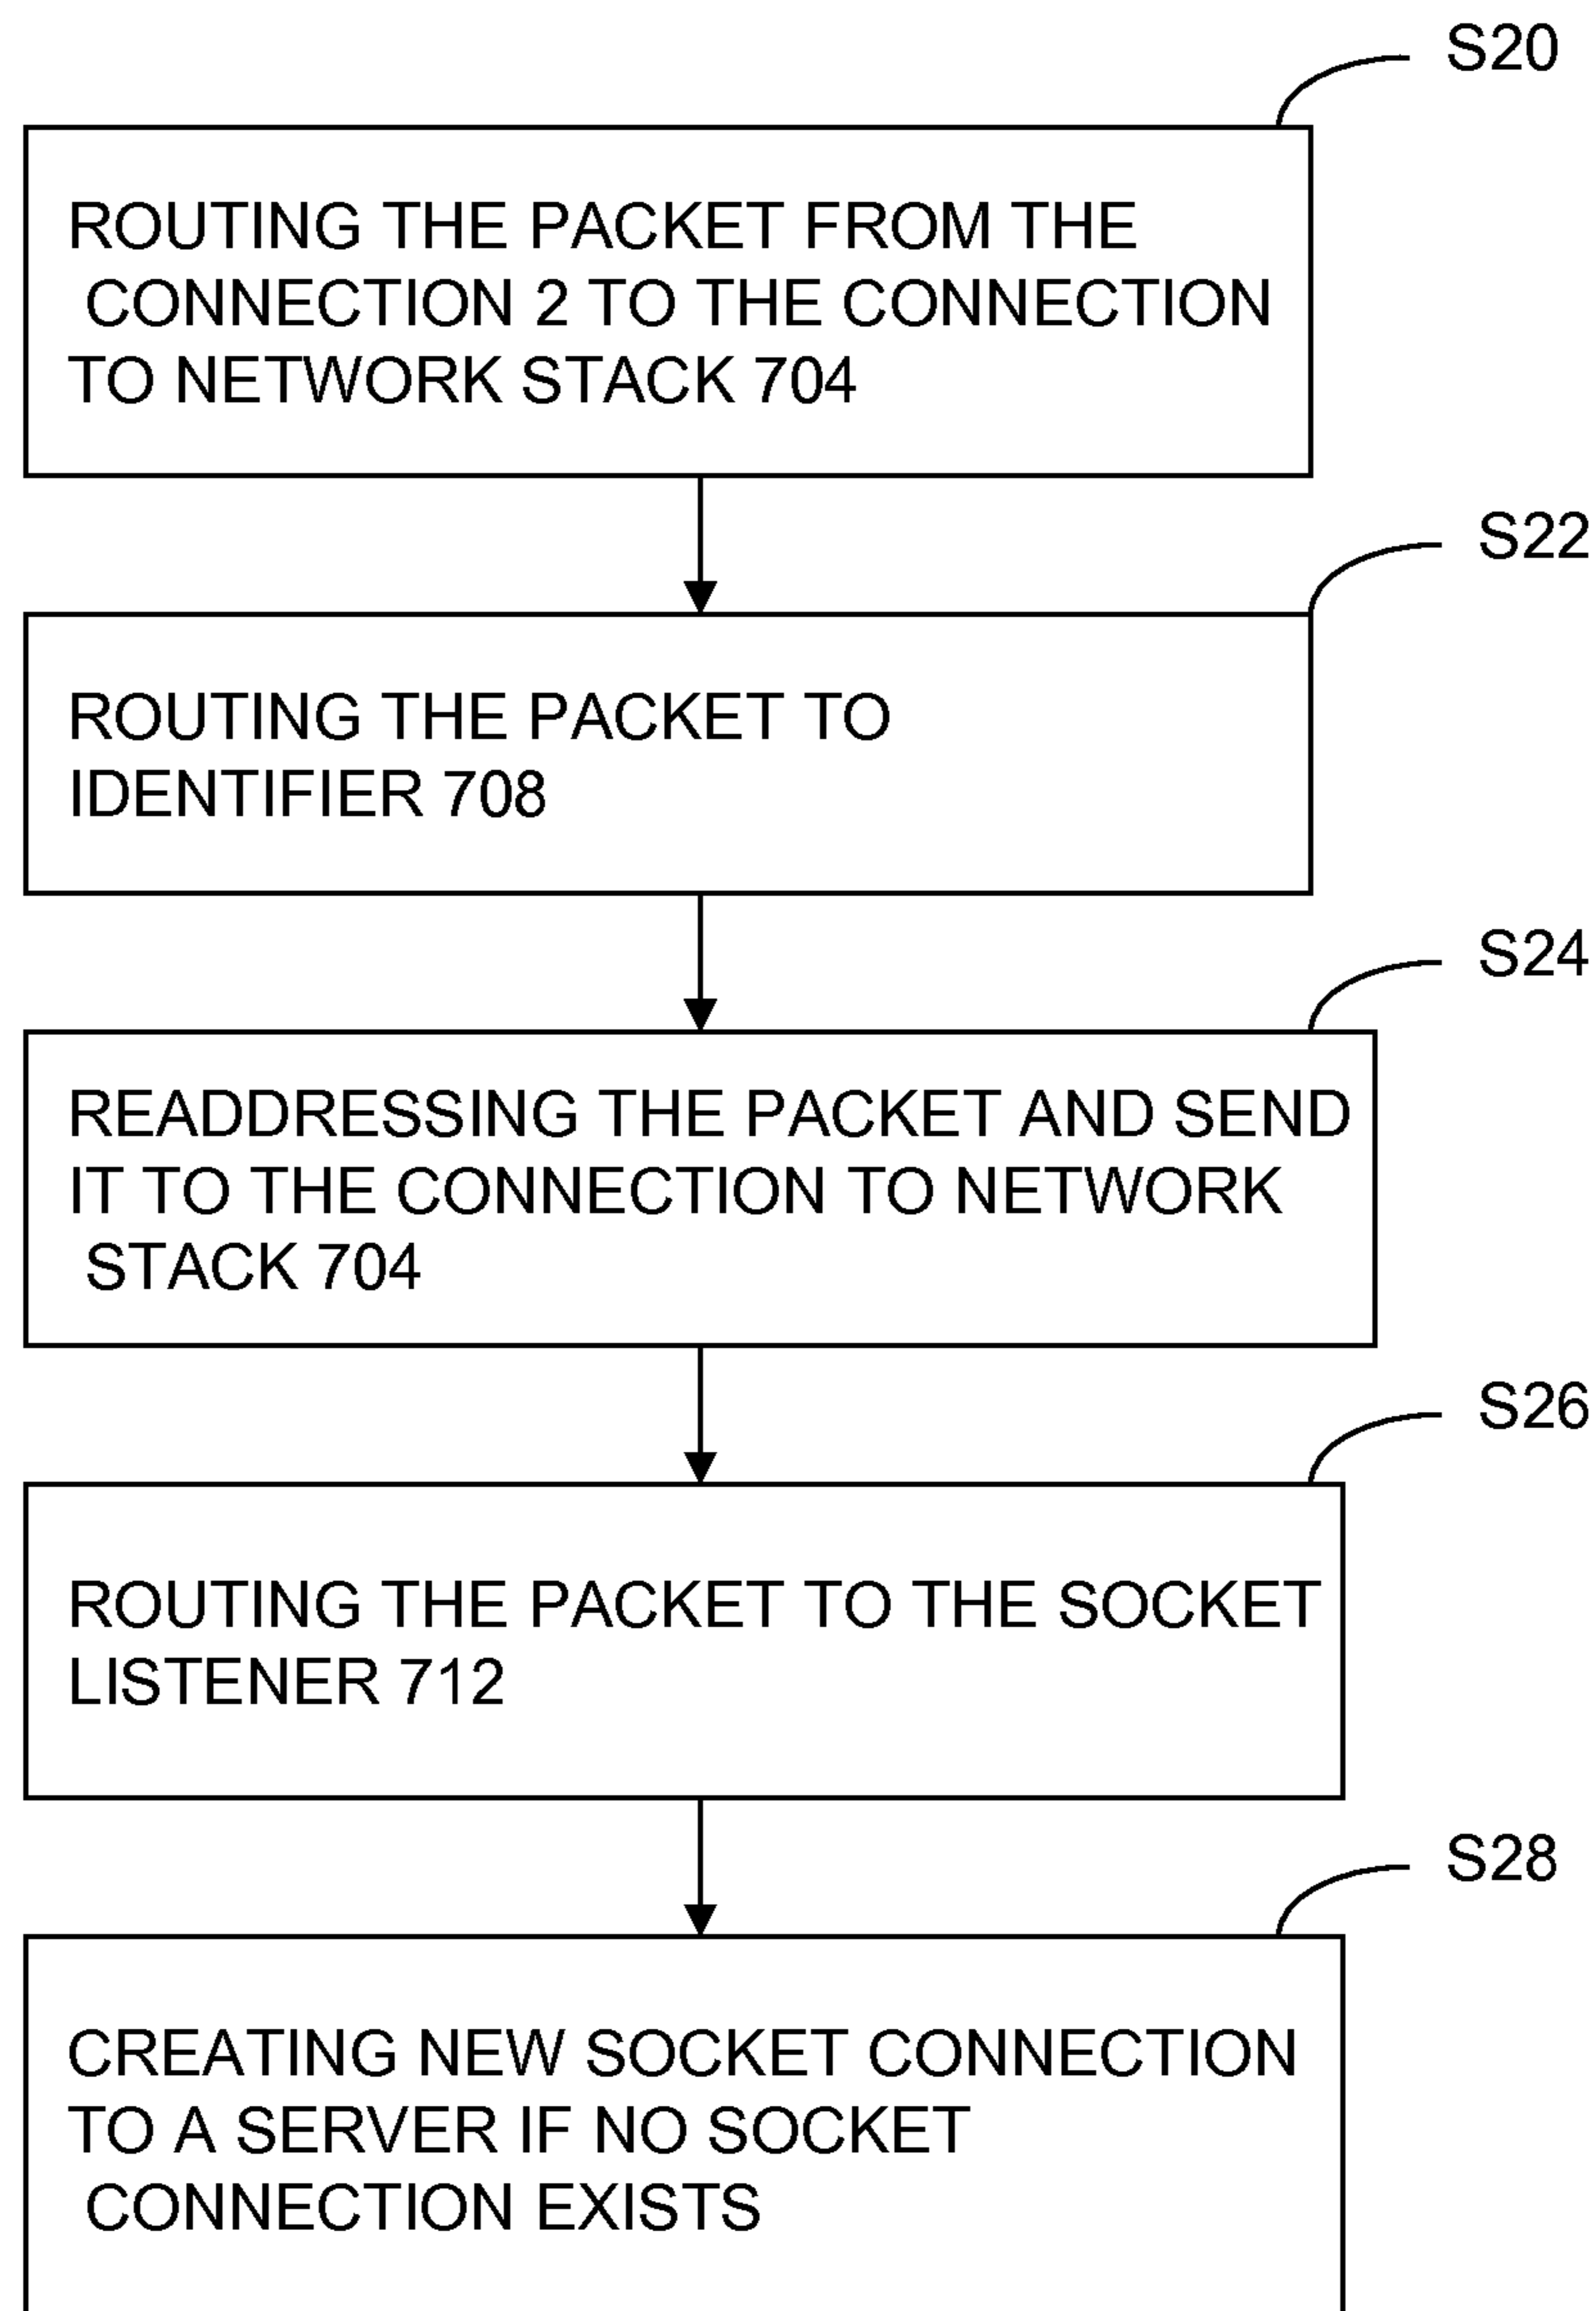 S20
ROUTING THE PACKET FROM THE
CONNECTION 2 TO THE CONNECTION
TO NETWORK STACK 704
S22
ROUTING THE PACKET TO
IDENTIFIER 708
S24
READDRESSING THE PACKET AND SEND
IT TO THE CONNECTION TO NETWORK
STACK 704
S26
ROUTING THE PACKET TO THE SOCKET
LISTENER 712
S28
CREATING NEW SOCKET CONNECTION
TO A SERVER IF NO SOCKET
CONNECTION EXISTS